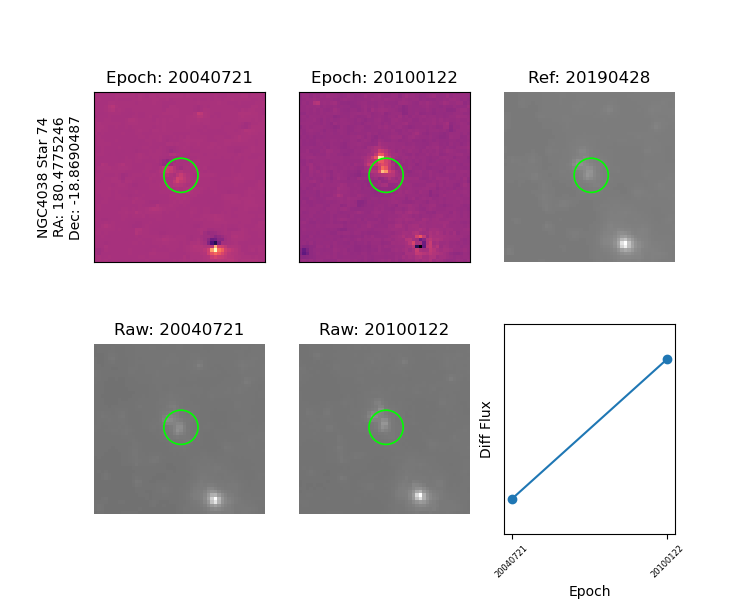 Epoch: 20040721
Epoch: 20100122
Ref: 20190428
NGC4038 Star 74
RA: 180.4775246
Dec: -18.8690487
Raw: 20040721
Raw: 20100122
Diff Flux
20040721
20100122
Epoch